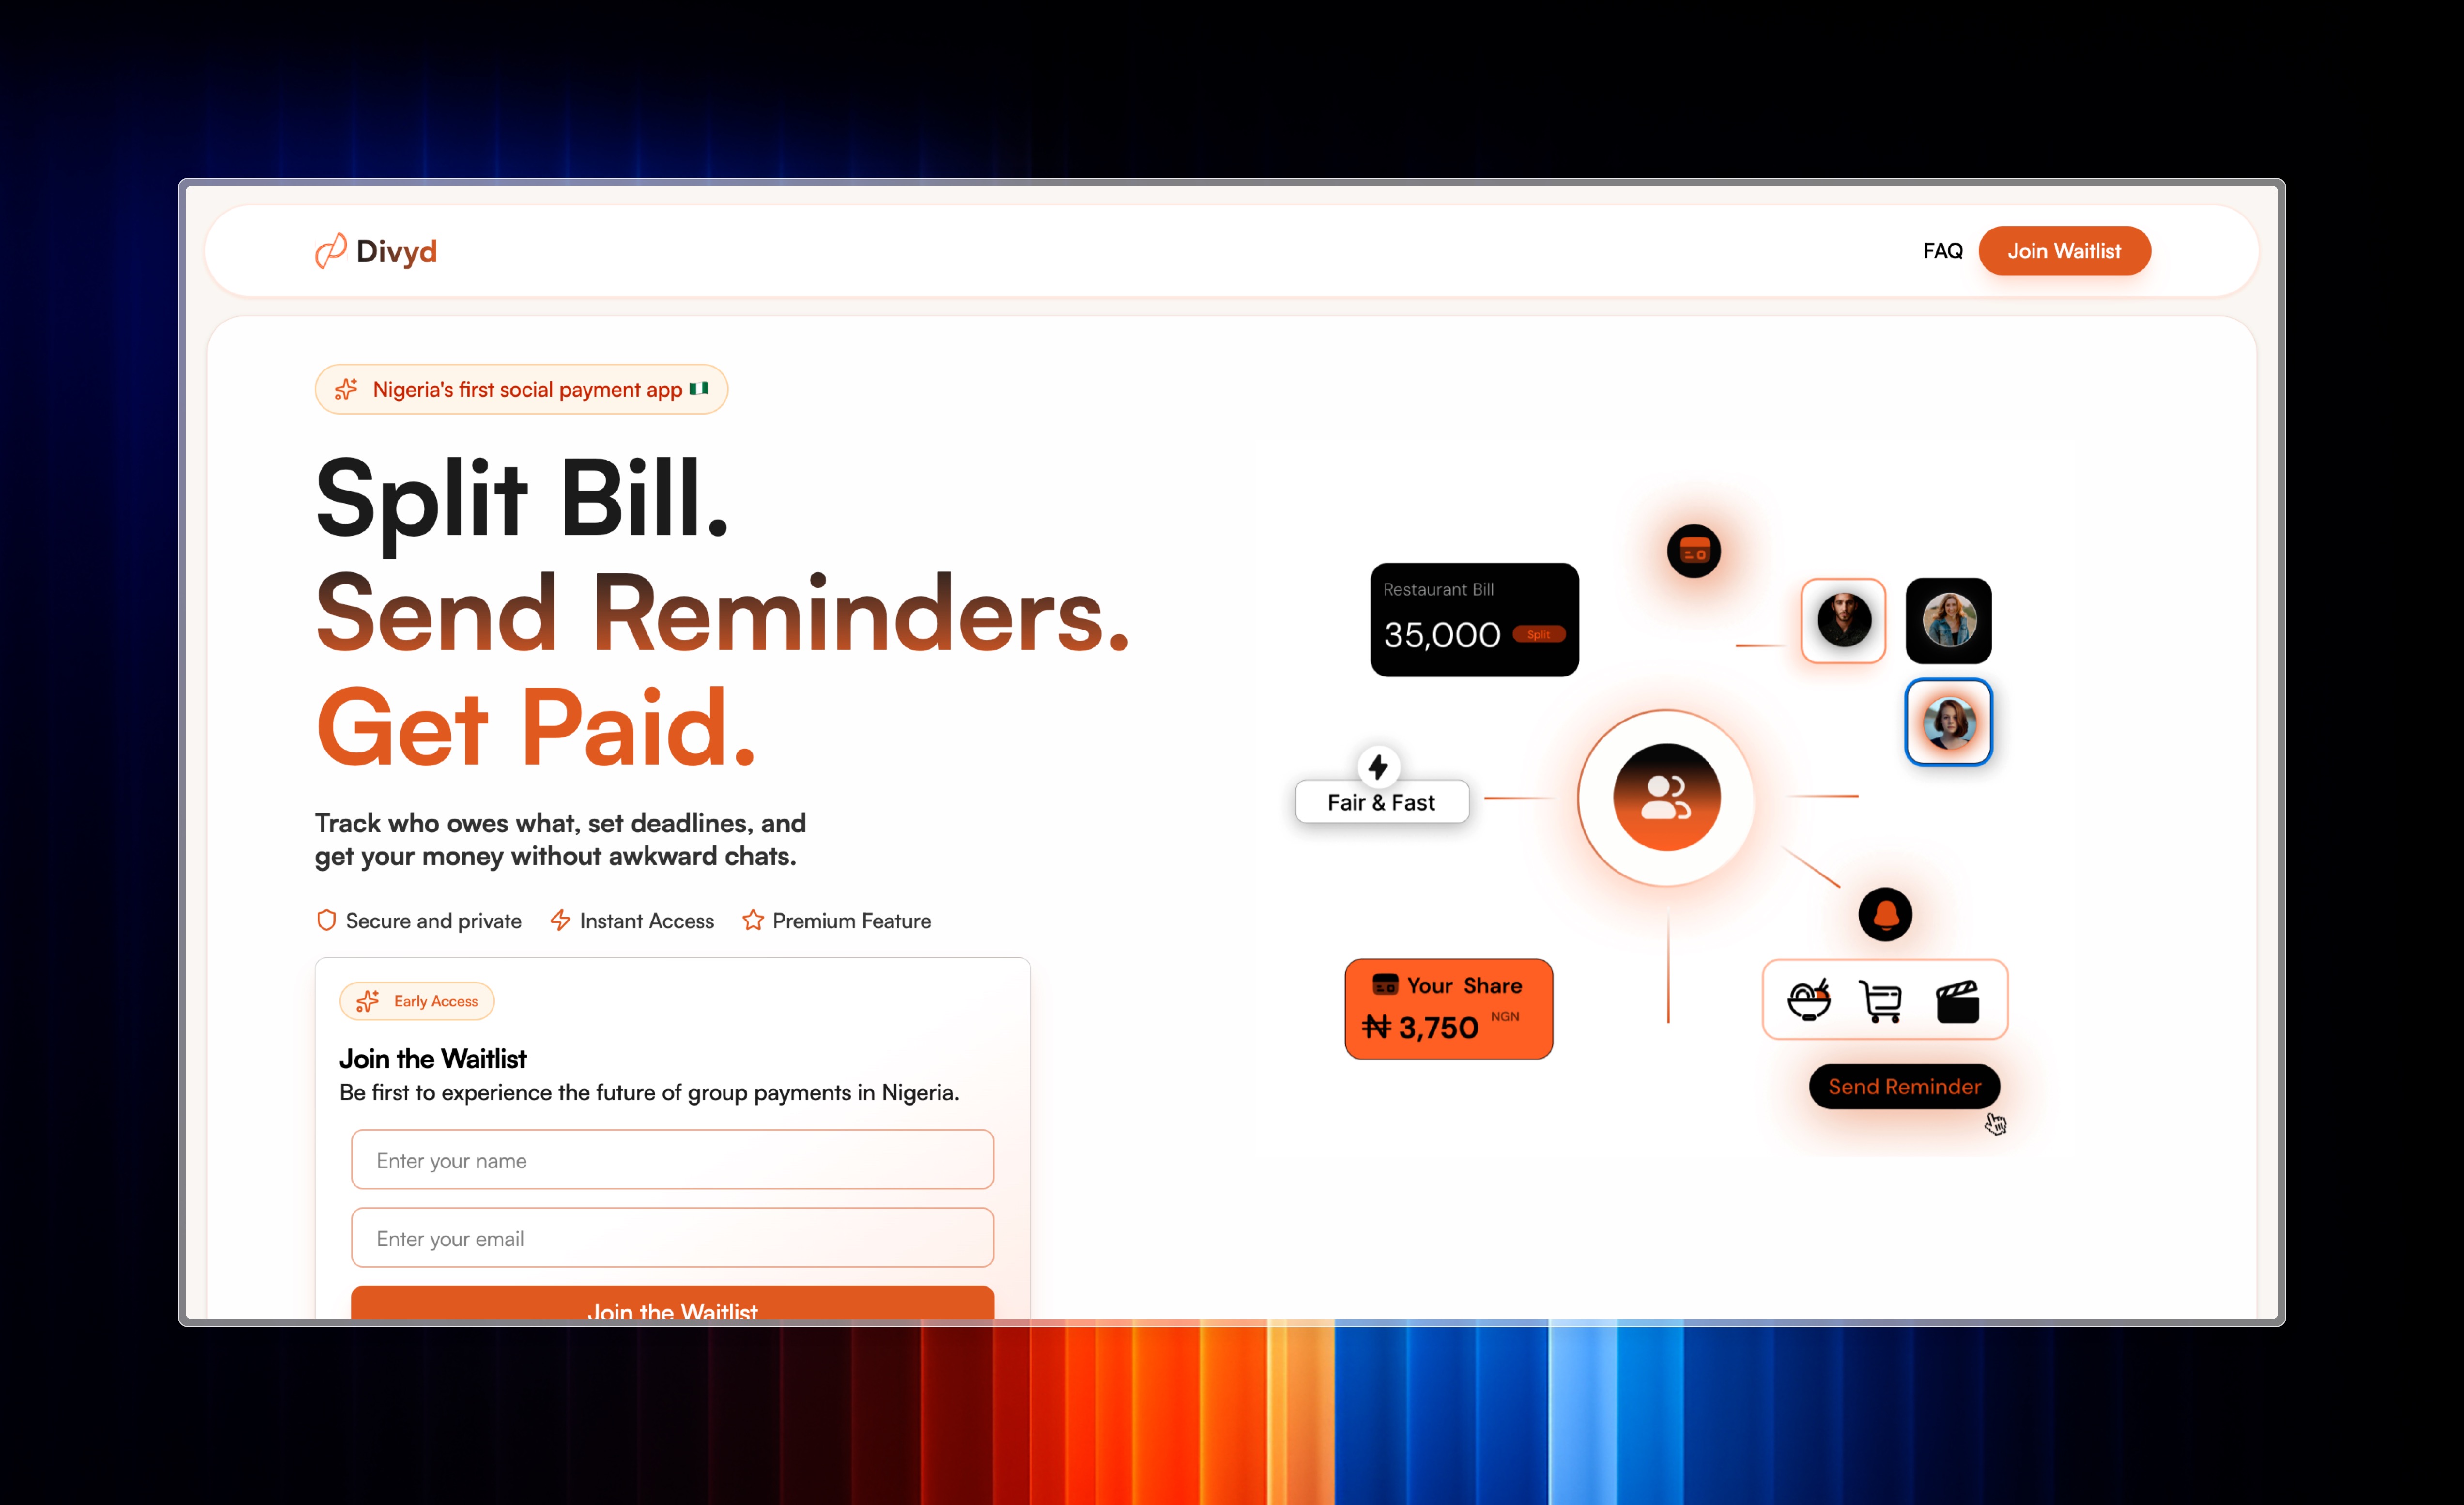 Divyd
FAQ
Join Waitlist
Nigeria's first social payment app 🇳🇬
Split Bill.
Send Reminders.
Get Paid.
Track who owes what, set deadlines, and
get your money without awkward chats.
Secure and private
Instant Access
Premium Feature
Early Access
Join the Waitlist
Be first to experience the future of group payments in Nigeria.
Enter your name
Enter your email
Join the Waitlist
Restaurant Bill
35,000 Split
Fair & Fast
Your Share
₦ 3,750 NGN
Send Reminder